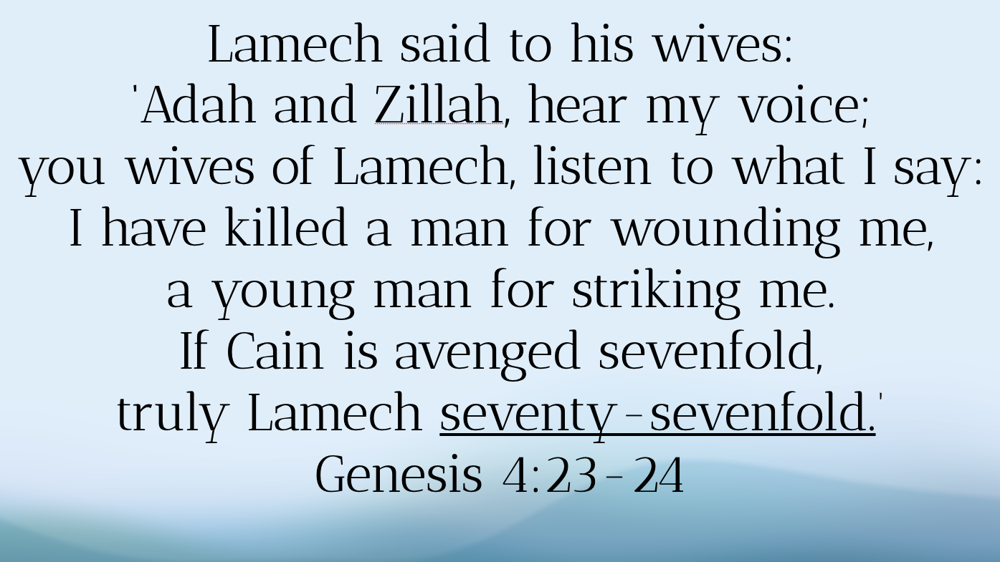 Lamech said to his wives:
'Adah and Zillah, hear my voice;
you wives of Lamech, listen to what I say:
I have killed a man for wounding me,
a young man for striking me.
If Cain is avenged sevenfold,
truly Lamech seventy-sevenfold.'
Genesis 4:23-24